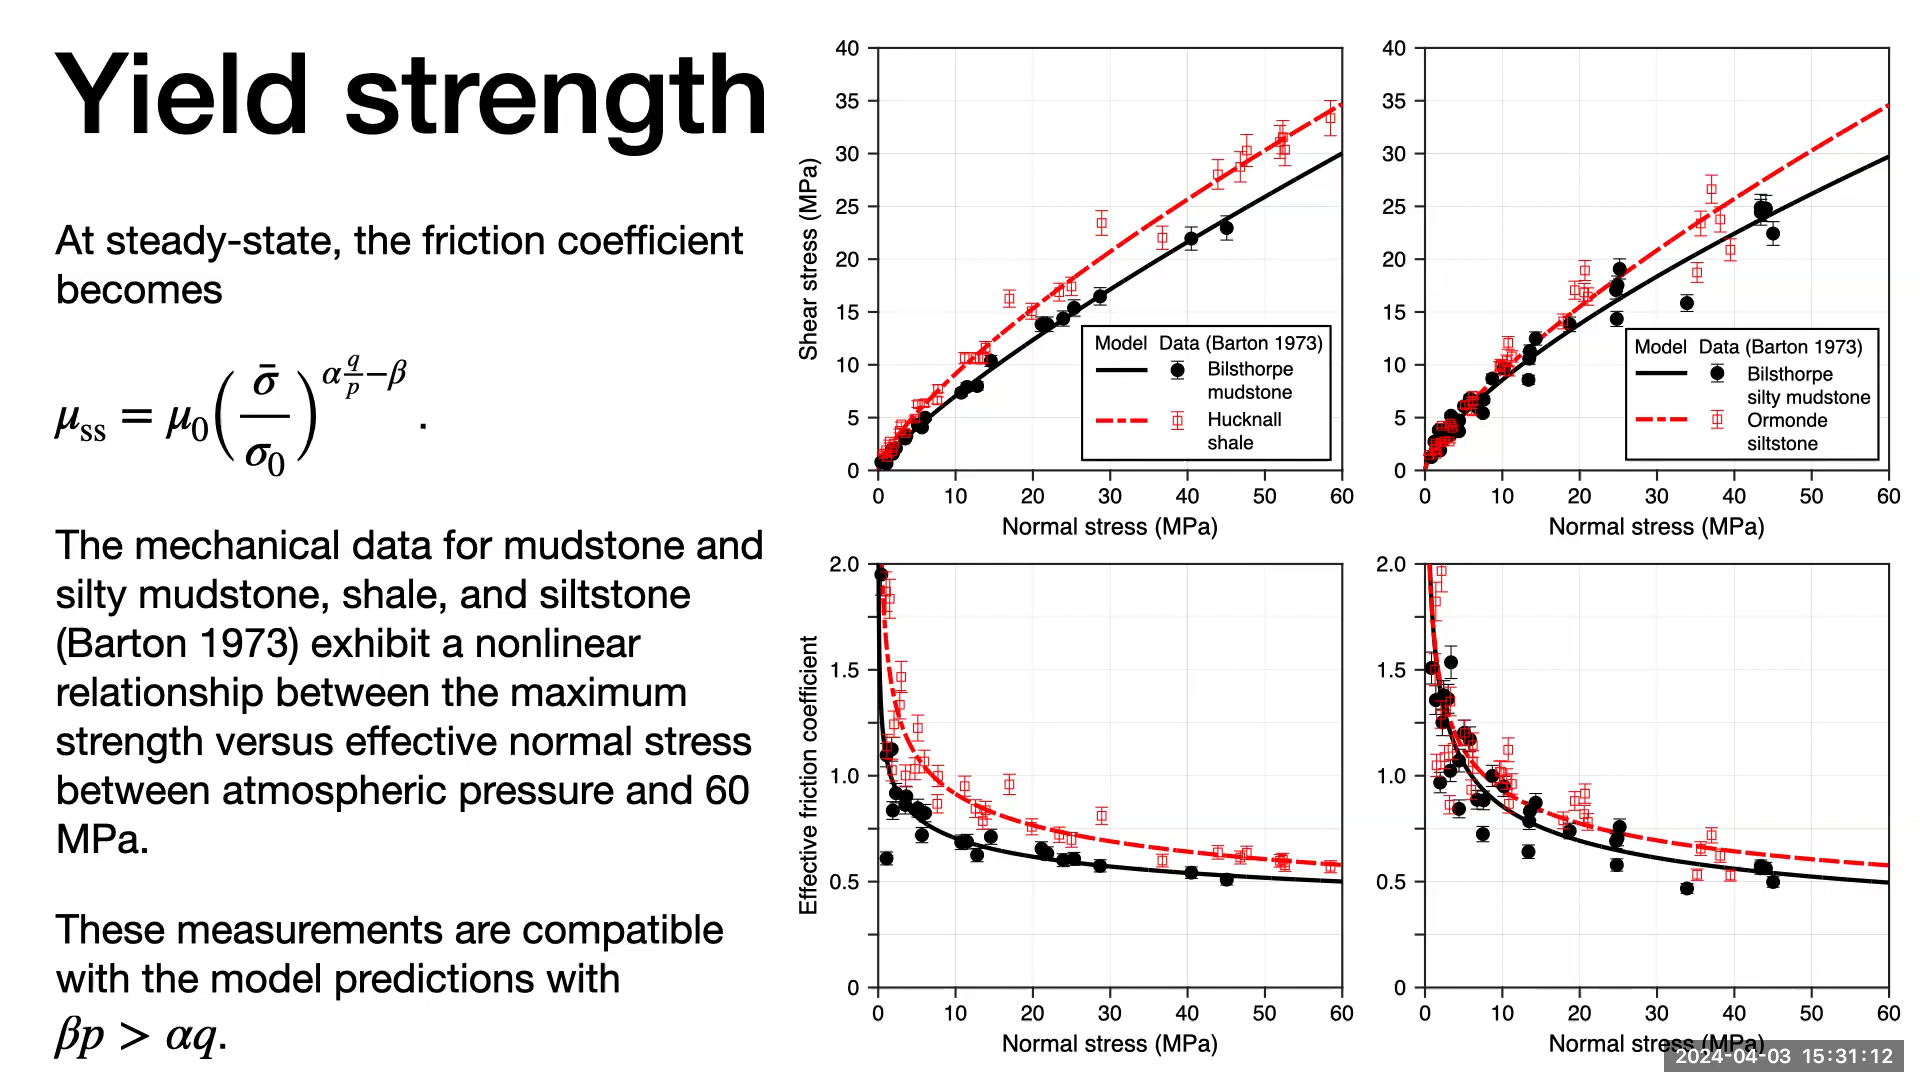 Yield strength
At steady-state, the friction coefficient
becomes
μss = μ0(σ̄/σ0)^(α q/p − β) .
The mechanical data for mudstone and
silty mudstone, shale, and siltstone
(Barton 1973) exhibit a nonlinear
relationship between the maximum
strength versus effective normal stress
between atmospheric pressure and 60
MPa.
These measurements are compatible
with the model predictions with
βp > αq.
40
35
30
25
20
15
10
5
0
Shear stress (MPa)
Model Data (Barton 1973)
Bilsthorpe
mudstone
Hucknall
shale
0 10 20 30 40 50 60
Normal stress (MPa)
40
35
30
25
20
15
10
5
0
Model Data (Barton 1973)
Bilsthorpe
silty mudstone
Ormonde
siltstone
0 10 20 30 40 50 60
Normal stress (MPa)
2.0
1.5
1.0
0.5
0
Effective friction coefficient
0 10 20 30 40 50 60
Normal stress (MPa)
2.0
1.5
1.0
0.5
0
0 10 20 30 40 50 60
Normal stress (MPa)
2024-04-03 15:31:12